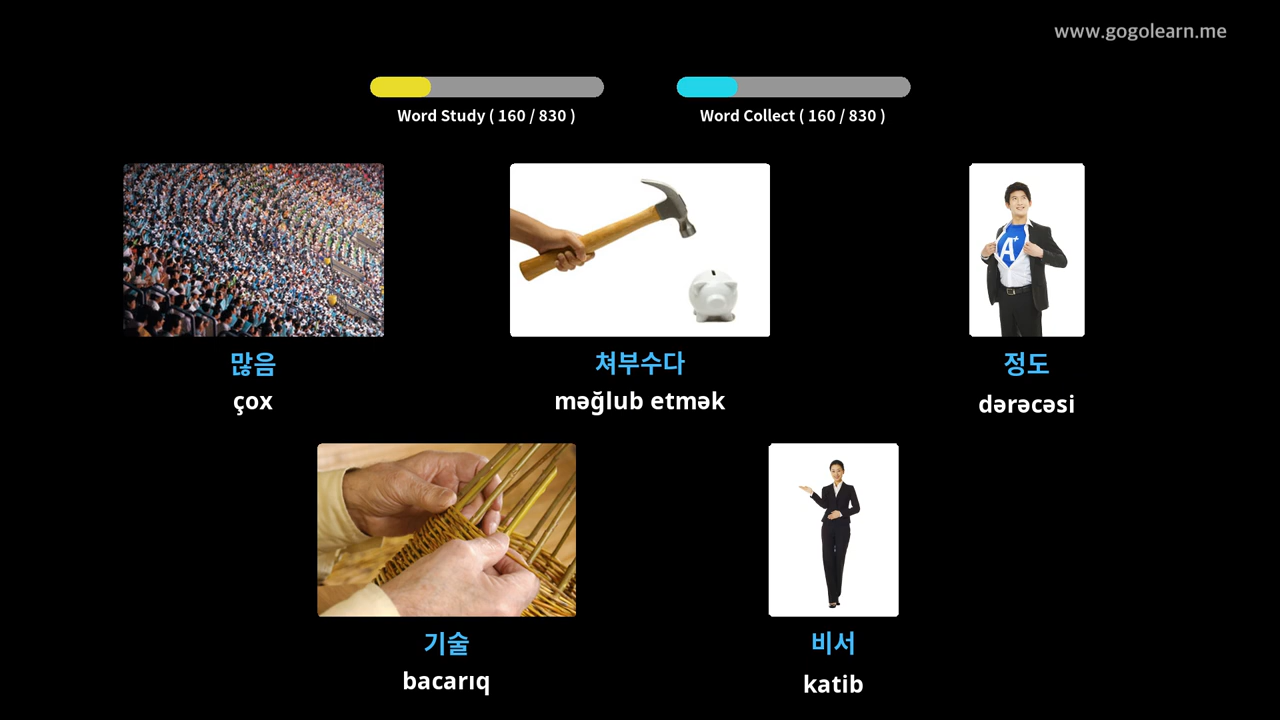 www.gogolearn.me
Word Study ( 160 / 830 )
Word Collect ( 160 / 830 )
A+
많음
çox
쳐부수다
məğlub etmək
정도
dərəcəsi
기술
bacarıq
비서
katib